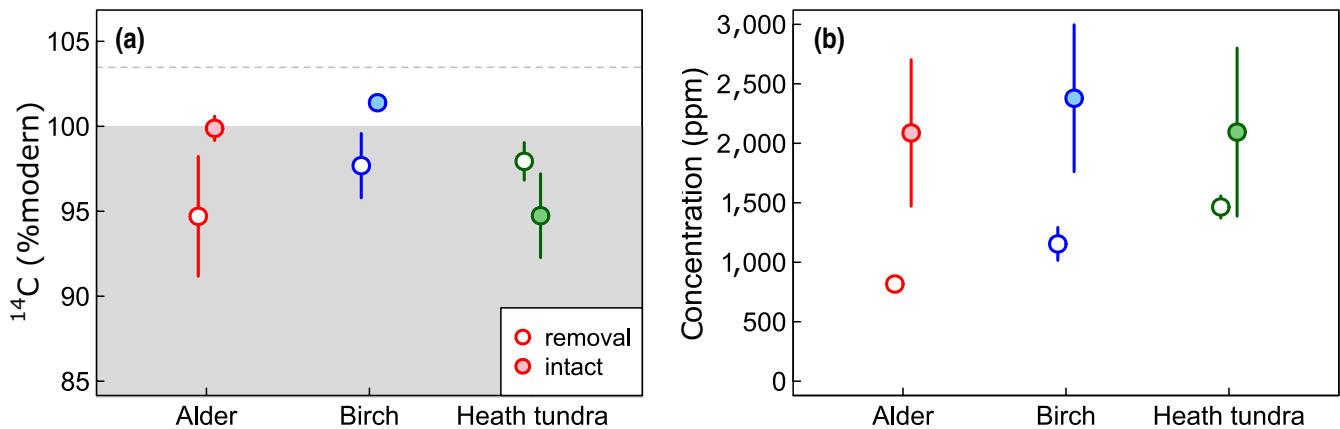 (a)
¹⁴C (%modern)
105
100
95
90
85
removal
intact
Alder Birch Heath tundra
(b)
Concentration (ppm)
3,000
2,500
2,000
1,500
1,000
500
0
Alder Birch Heath tundra